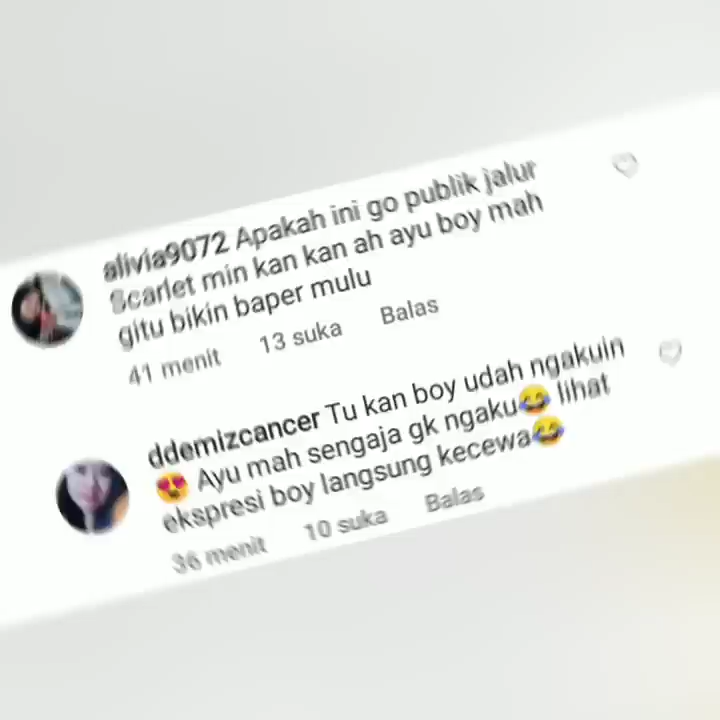 alivia9072 Apakah ini go publik jalur
Scarlet min kan kan ah ayu boy mah
gitu bikin baper mulu
41 menit 13 suka Balas
ddemizcancer Tu kan boy udah ngakuin
😍 Ayu mah sengaja gk ngaku😂 lihat
ekspresi boy langsung kecewa😂
36 menit 10 suka Balas